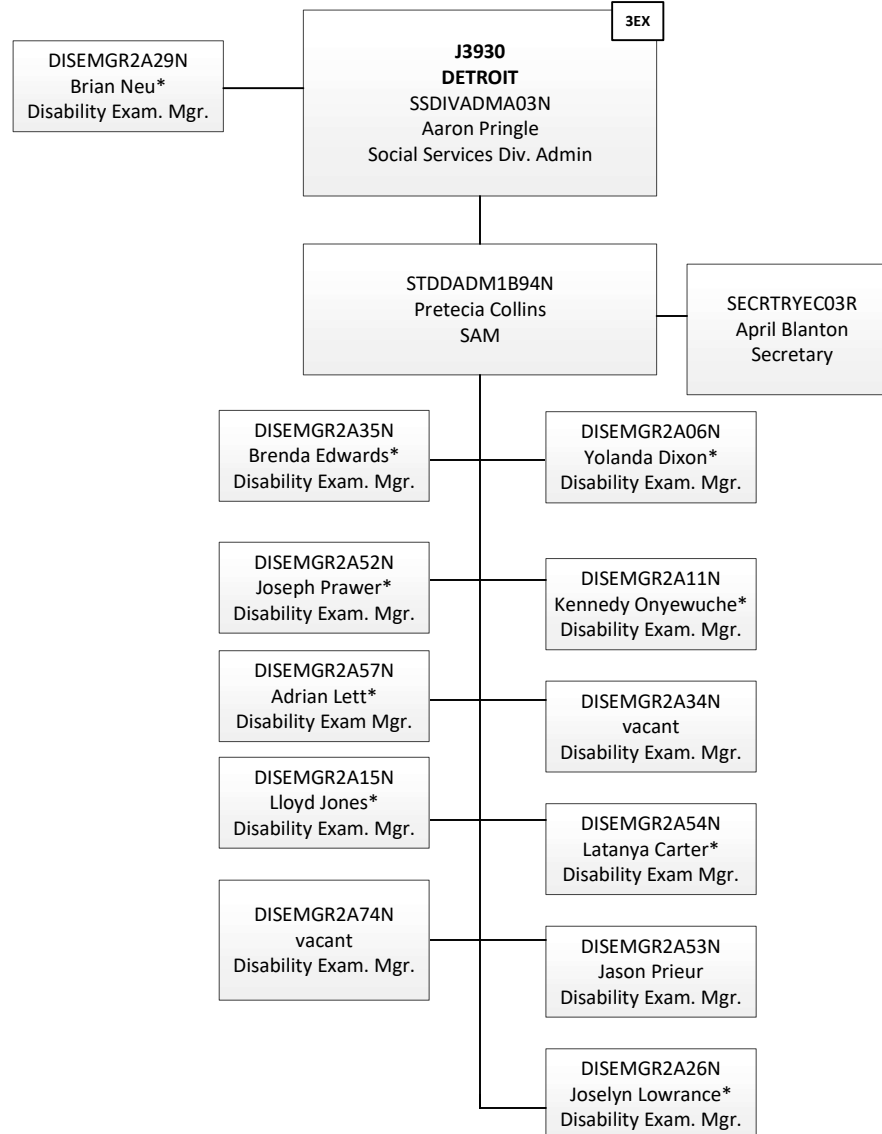 3EX
DISEMGR2A29N
Brian Neu*
Disability Exam. Mgr.
J3930
DETROIT
SSDIVADMA03N
Aaron Pringle
Social Services Div. Admin
STDDADM1B94N
Pretecia Collins
SAM
SECRTRYEC03R
April Blanton
Secretary
DISEMGR2A35N
Brenda Edwards*
Disability Exam. Mgr.
DISEMGR2A06N
Yolanda Dixon*
Disability Exam. Mgr.
DISEMGR2A52N
Joseph Prawer*
Disability Exam. Mgr.
DISEMGR2A11N
Kennedy Onyewuche*
Disability Exam. Mgr.
DISEMGR2A57N
Adrian Lett*
Disability Exam Mgr.
DISEMGR2A34N
vacant
Disability Exam. Mgr.
DISEMGR2A15N
Lloyd Jones*
Disability Exam. Mgr.
DISEMGR2A54N
Latanya Carter*
Disability Exam Mgr.
DISEMGR2A74N
vacant
Disability Exam. Mgr.
DISEMGR2A53N
Jason Prieur
Disability Exam. Mgr.
DISEMGR2A26N
Joselyn Lowrance*
Disability Exam. Mgr.